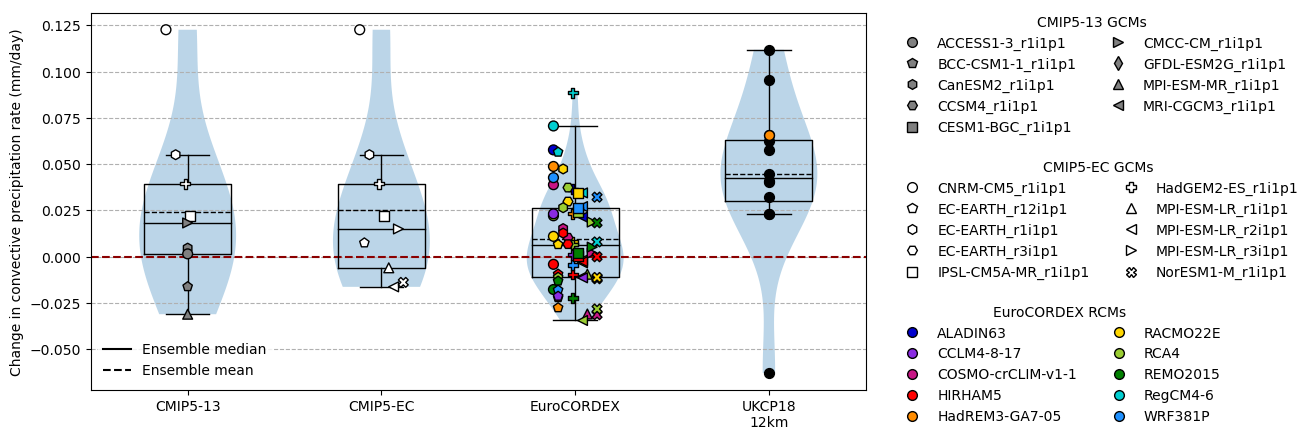 Change in convective precipitation rate (mm/day)
0.125
0.100
0.075
0.050
0.025
0.000
−0.025
−0.050
Ensemble median
Ensemble mean
CMIP5-13
CMIP5-EC
EuroCORDEX
UKCP18
12km
CMIP5-13 GCMs
ACCESS1-3_r1i1p1
BCC-CSM1-1_r1i1p1
CanESM2_r1i1p1
CCSM4_r1i1p1
CESM1-BGC_r1i1p1
CMCC-CM_r1i1p1
GFDL-ESM2G_r1i1p1
MPI-ESM-MR_r1i1p1
MRI-CGCM3_r1i1p1
CMIP5-EC GCMs
CNRM-CM5_r1i1p1
EC-EARTH_r12i1p1
EC-EARTH_r1i1p1
EC-EARTH_r3i1p1
IPSL-CM5A-MR_r1i1p1
HadGEM2-ES_r1i1p1
MPI-ESM-LR_r1i1p1
MPI-ESM-LR_r2i1p1
MPI-ESM-LR_r3i1p1
NorESM1-M_r1i1p1
EuroCORDEX RCMs
ALADIN63
CCLM4-8-17
COSMO-crCLIM-v1-1
HIRHAM5
HadREM3-GA7-05
RACMO22E
RCA4
REMO2015
RegCM4-6
WRF381P